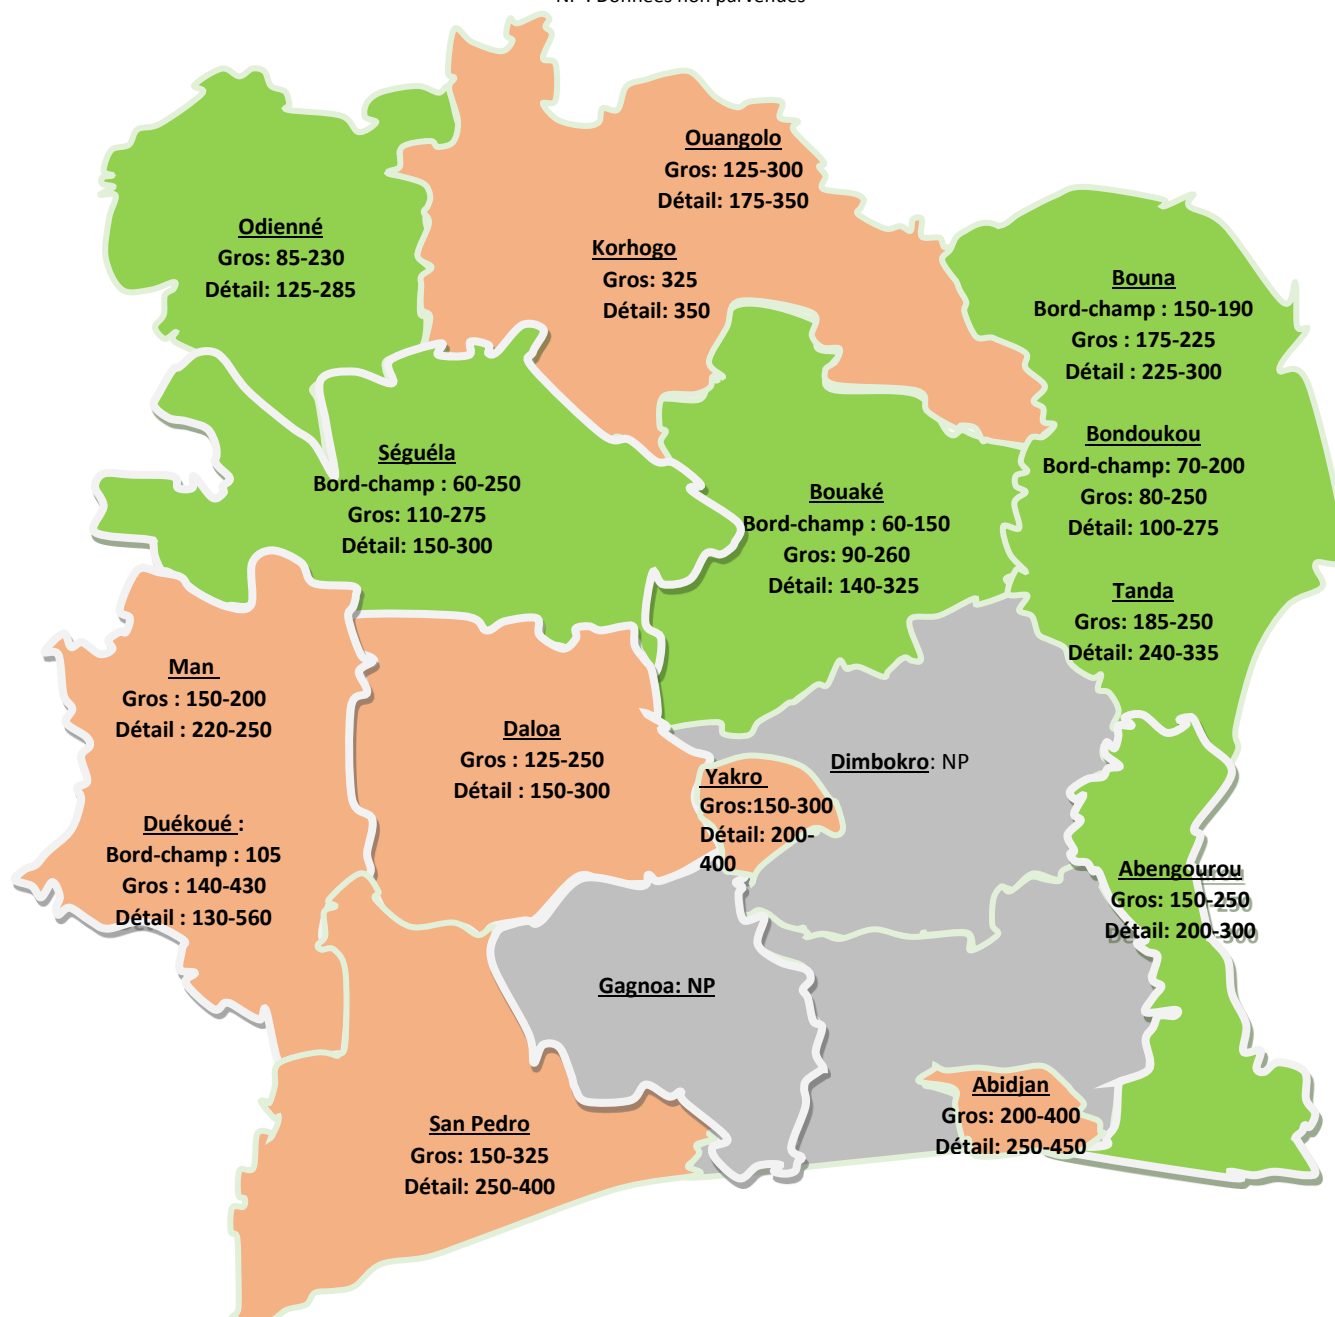 NP : Données non parvenues
Ouangolo
Gros: 125-300
Détail: 175-350
Odienné
Gros: 85-230
Détail: 125-285
Korhogo
Gros: 325
Détail: 350
Bouna
Bord-champ : 150-190
Gros : 175-225
Détail : 225-300
Séguéla
Bord-champ : 60-250
Gros: 110-275
Détail: 150-300
Bondoukou
Bord-champ: 70-200
Gros: 80-250
Détail: 100-275
Bouaké
Bord-champ : 60-150
Gros: 90-260
Détail: 140-325
Tanda
Gros: 185-250
Détail: 240-335
Man
Gros : 150-200
Détail : 220-250
Daloa
Gros : 125-250
Détail : 150-300
Dimbokro: NP
Yakro
Gros:150-300
Détail: 200-
400
Duékoué :
Bord-champ : 105
Gros : 140-430
Détail : 130-560
Abengourou
Gros: 150-250
Détail: 200-300
Gagnoa: NP
Abidjan
Gros: 200-400
Détail: 250-450
San Pedro
Gros: 150-325
Détail: 250-400